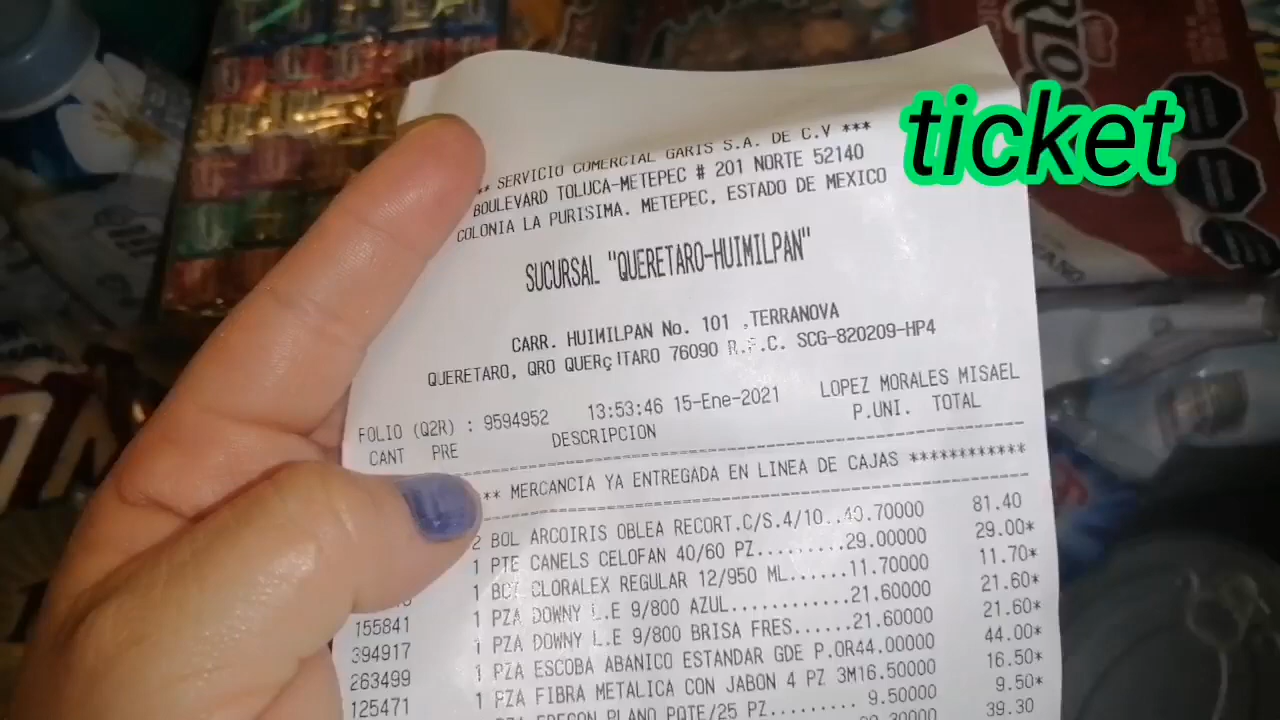 ticket
** SERVICIO COMERCIAL GARIS S.A. DE C.V ***
BOULEVARD TOLUCA-METEPEC # 201 NORTE 52140
COLONIA LA PURISIMA. METEPEC, ESTADO DE MEXICO
SUCURSAL "QUERETARO-HUIMILPAN"
CARR. HUIMILPAN No. 101 ,TERRANOVA
QUERETARO, QRO QUERçITARO 76090 R.F.C. SCG-820209-HP4
FOLIO (Q2R) : 9594952 13:53:46 15-Ene-2021 LOPEZ MORALES MISAEL
CANT PRE DESCRIPCION P.UNI. TOTAL
** MERCANCIA YA ENTREGADA EN LINEA DE CAJAS ************
2 BOL ARCOIRIS OBLEA RECORT.C/S.4/10..40.70000 81.40
1 PTE CANELS CELOFAN 40/60 PZ.........29.00000 29.00*
1 BOT CLORALEX REGULAR 12/950 ML......11.70000 11.70*
155841 1 PZA DOWNY L.E 9/800 AZUL............21.60000 21.60*
394917 1 PZA DOWNY L.E 9/800 BRISA FRES......21.60000 21.60*
263499 1 PZA ESCOBA ABANICO ESTANDAR GDE P.OR44.00000 44.00*
125471 1 PZA FIBRA METALICA CON JABON 4 PZ 3M16.50000 16.50*
PLANO PQTE/25 PZ......... 9.50000 9.50*
39.30